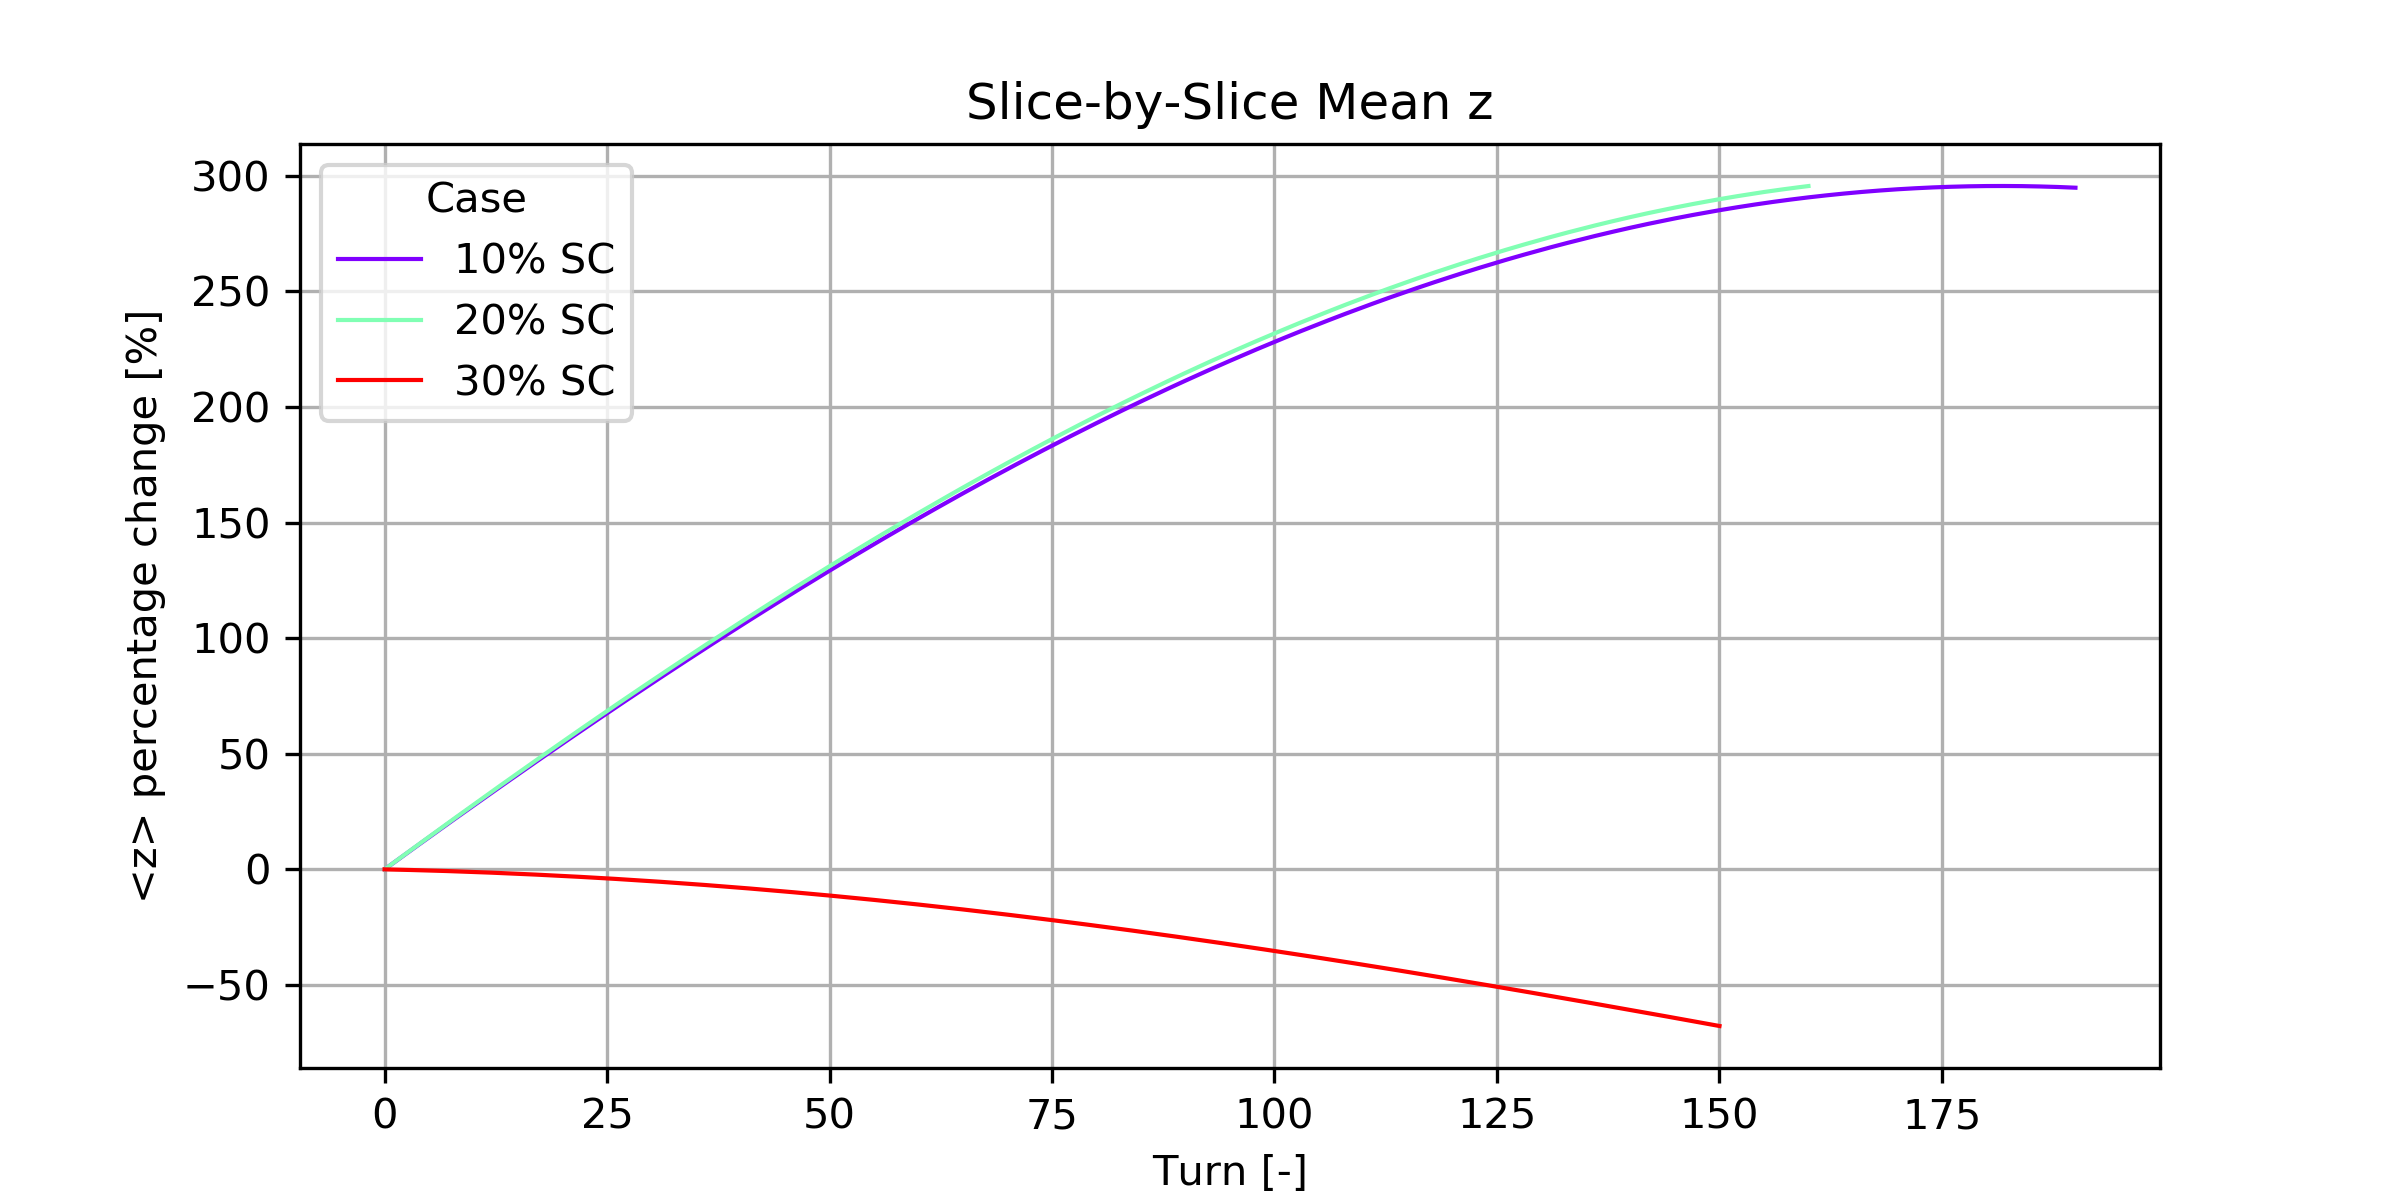 Slice-by-Slice Mean z
<z> percentage change [%]
300
250
200
150
100
50
0
−50
Case
10% SC
20% SC
30% SC
0 25 50 75 100 125 150 175
Turn [-]